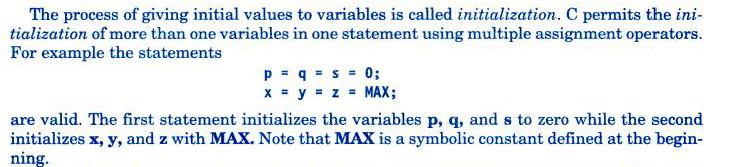 The process of giving initial values to variables is called initialization. C permits the ini-
tialization of more than one variables in one statement using multiple assignment operators.
For example the statements
p = q = s = 0;
x = y = z = MAX;
are valid. The first statement initializes the variables p, q, and s to zero while the second
initializes x, y, and z with MAX. Note that MAX is a symbolic constant defined at the begin-
ning.